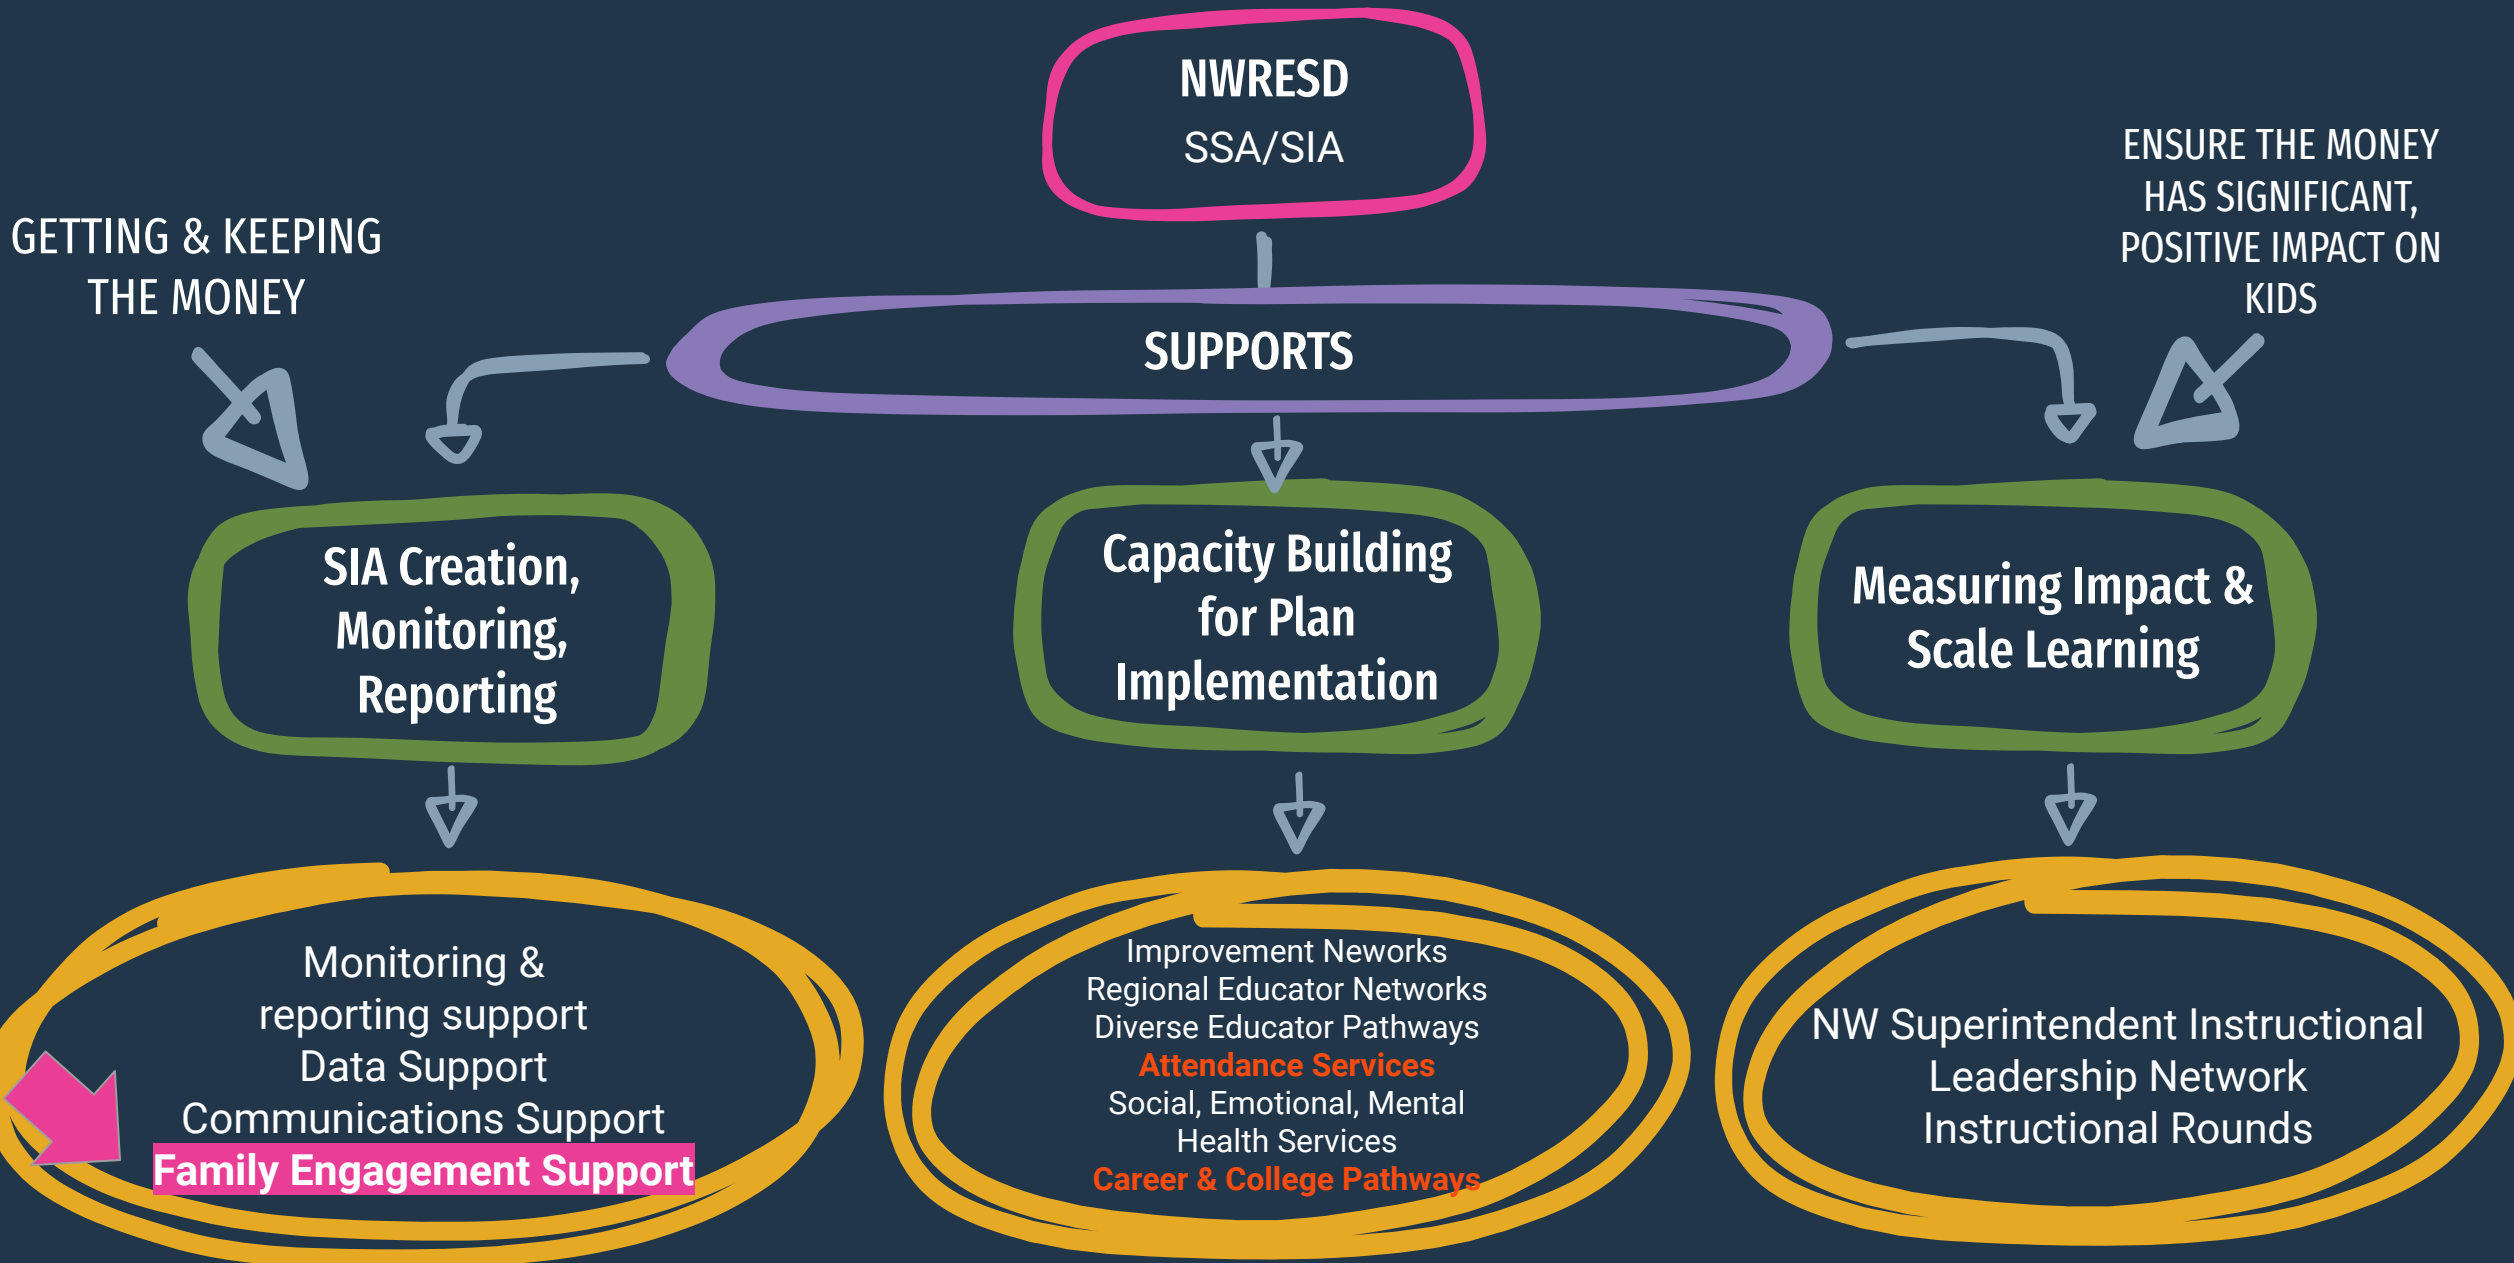 NWRESD
SSA/SIA
GETTING & KEEPING
THE MONEY
ENSURE THE MONEY
HAS SIGNIFICANT,
POSITIVE IMPACT ON
KIDS
SUPPORTS
SIA Creation,
Monitoring,
Reporting
Capacity Building
for Plan
Implementation
Measuring Impact &
Scale Learning
Monitoring &
reporting support
Data Support
Communications Support
Family Engagement Support
Improvement Neworks
Regional Educator Networks
Diverse Educator Pathways
Attendance Services
Social, Emotional, Mental
Health Services
Career & College Pathways
NW Superintendent Instructional
Leadership Network
Instructional Rounds